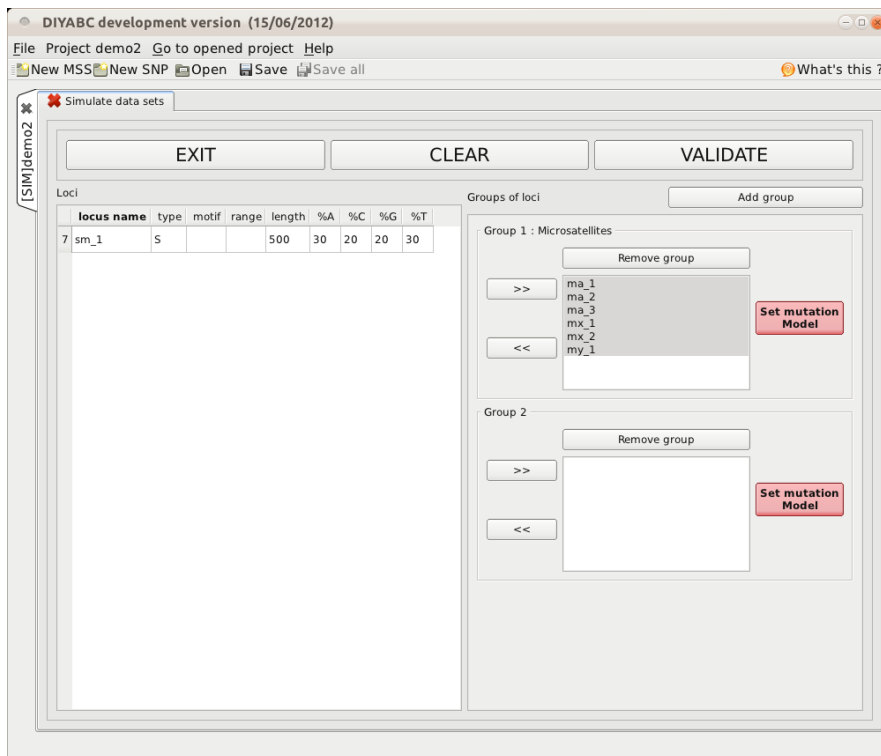 DIYABC development version (15/06/2012)
File Project demo2 Go to opened project Help
New MSS New SNP Open Save Save all What's this ?
[SIM]demo2
Simulate data sets
EXIT CLEAR VALIDATE
Loci
Groups of loci Add group
locus name type motif range length %A %C %G %T
7 sm_1 S 500 30 20 20 30
Group 1 : Microsatellites
Remove group
>>
<<
ma_1
ma_2
ma_3
mx_1
mx_2
my_1
Set mutation
Model
Group 2
Remove group
>>
<<
Set mutation
Model